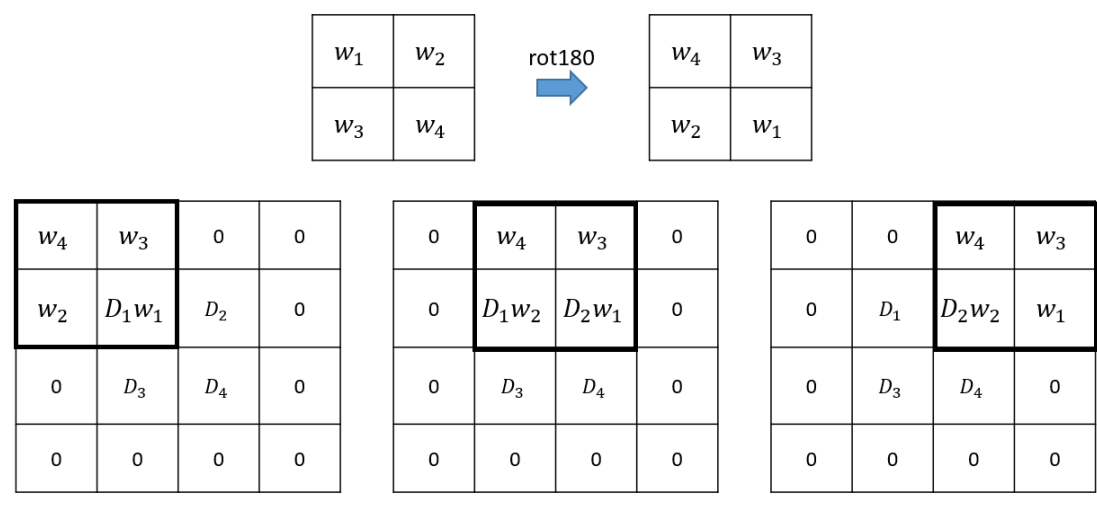 w₁ w₂ rot180 w₄ w₃
w₃ w₄ w₂ w₁
w₄ w₃ 0 0 0 w₄ w₃ 0 0 0 w₄ w₃
w₂ D₁w₁ D₂ 0 0 D₁w₂ D₂w₁ 0 0 D₁ D₂w₂ w₁
0 D₃ D₄ 0 0 D₃ D₄ 0 0 D₃ D₄ 0
0 0 0 0 0 0 0 0 0 0 0 0